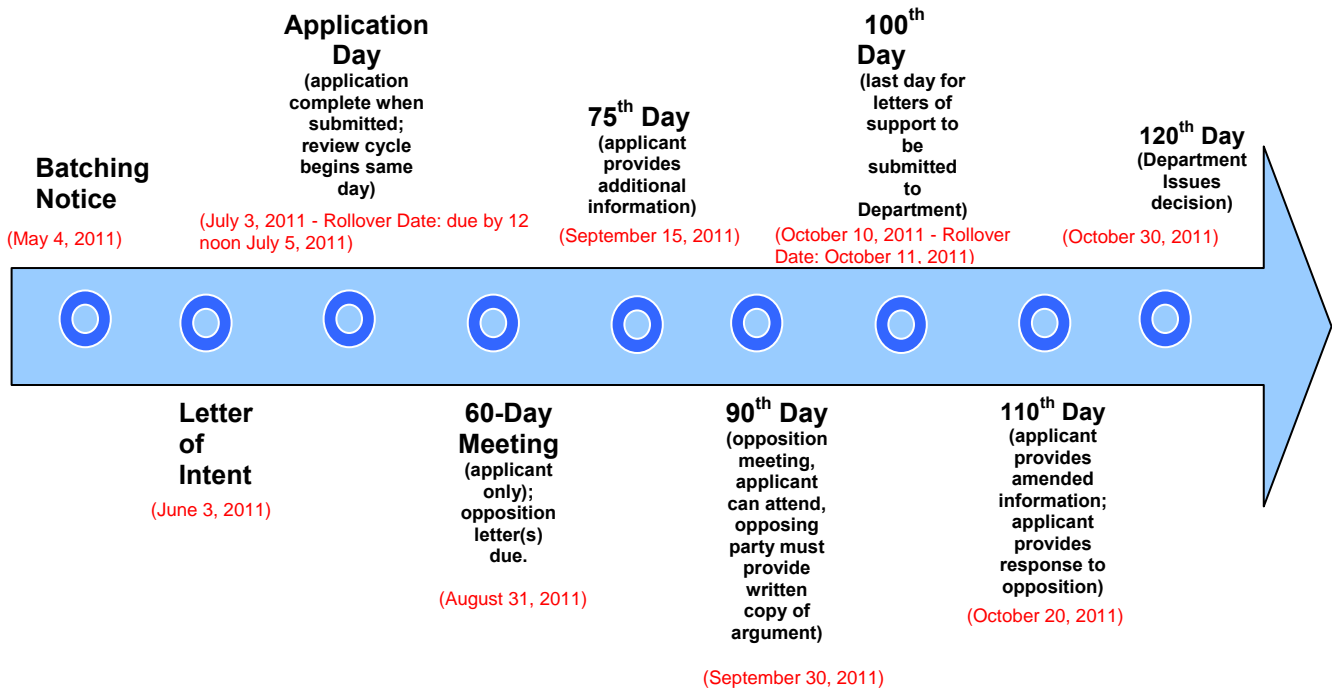 Batching
Notice
(May 4, 2011)
Letter
of
Intent
(June 3, 2011)
Application
Day
(application
complete when
submitted;
review cycle
begins same
day)
(July 3, 2011 - Rollover Date: due by 12
noon July 5, 2011)
60-Day
Meeting
(applicant
only);
opposition
letter(s)
due.
(August 31, 2011)
75th Day
(applicant
provides
additional
information)
(September 15, 2011)
90th Day
(opposition
meeting,
applicant
can attend,
opposing
party must
provide
written
copy of
argument)
(September 30, 2011)
100th
Day
(last day for
letters of
support to
be
submitted
to
Department)
(October 10, 2011 - Rollover
Date: October 11, 2011)
110th Day
(applicant
provides
amended
information;
applicant
provides
response to
opposition)
(October 20, 2011)
120th Day
(Department
Issues
decision)
(October 30, 2011)